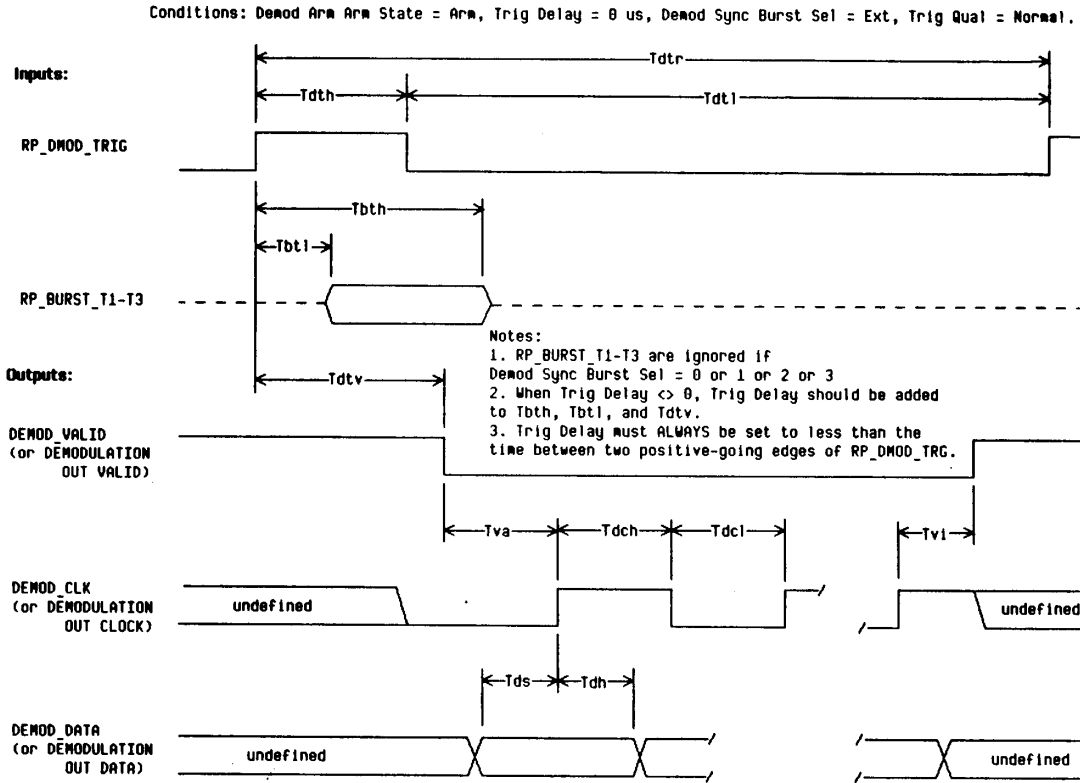 Conditions: Demod Arm Arm State = Arm, Trig Delay = 0 us, Demod Sync Burst Sel = Ext, Trig Qual = Normal.
Tdtr
Inputs:
Tdth
Tdtl
RP_DMOD_TRIG
Tbth
Tbtl
RP_BURST_T1-T3
Notes:
1. RP_BURST_T1-T3 are ignored if
Demod Sync Burst Sel = 0 or 1 or 2 or 3
2. When Trig Delay <> 0, Trig Delay should be added
to Tbth, Tbtl, and Tdtv.
3. Trig Delay must ALWAYS be set to less than the
time between two positive-going edges of RP_DMOD_TRG.
Outputs:
Tdtv
DEMOD_VALID
(or DEMODULATION
OUT VALID)
Tva
Tdch
Tdcl
Tvi
DEMOD_CLK
(or DEMODULATION
OUT CLOCK)
undefined
undefined
Tds
Tdh
DEMOD_DATA
(or DEMODULATION
OUT DATA)
undefined
undefined